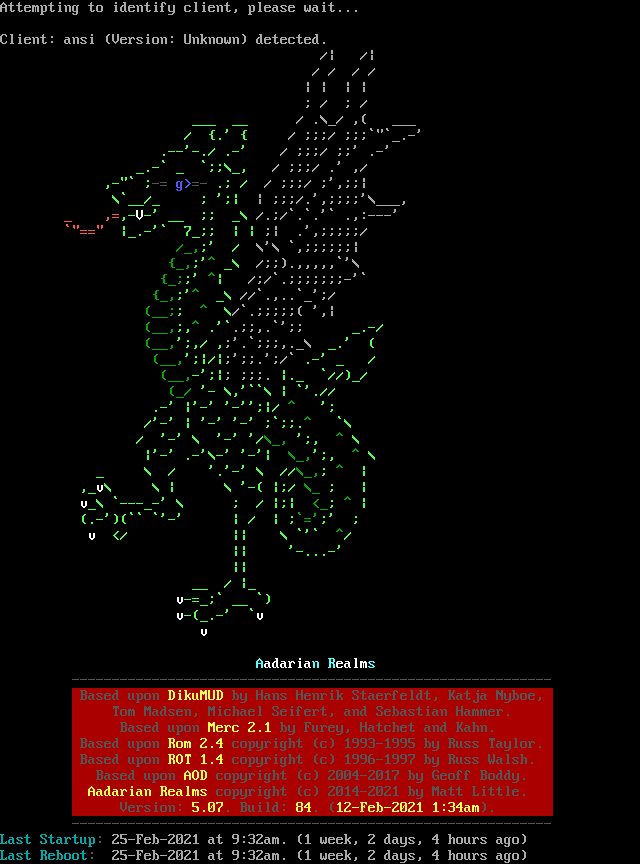 Attempting to identify client, please wait...
Client: ansi (Version: Unknown) detected.
Aadarian Realms
Based upon DikuMUD by Hans Henrik Staerfeldt, Katja Nyboe,
Tom Madsen, Michael Seifert, and Sebastian Hammer.
Based upon Merc 2.1 by Furey, Hatchet and Kahn.
Based upon Rom 2.4 copyright (c) 1993-1995 by Russ Taylor.
Based upon ROT 1.4 copyright (c) 1996-1997 by Russ Walsh.
Based upon AOD copyright (c) 2004-2017 by Geoff Boddy.
Aadarian Realms copyright (c) 2014-2021 by Matt Little.
Version: 5.07. Build: 84. (12-Feb-2021 1:34am).
Last Startup: 25-Feb-2021 at 9:32am. (1 week, 2 days, 4 hours ago)
Last Reboot: 25-Feb-2021 at 9:32am. (1 week, 2 days, 4 hours ago)